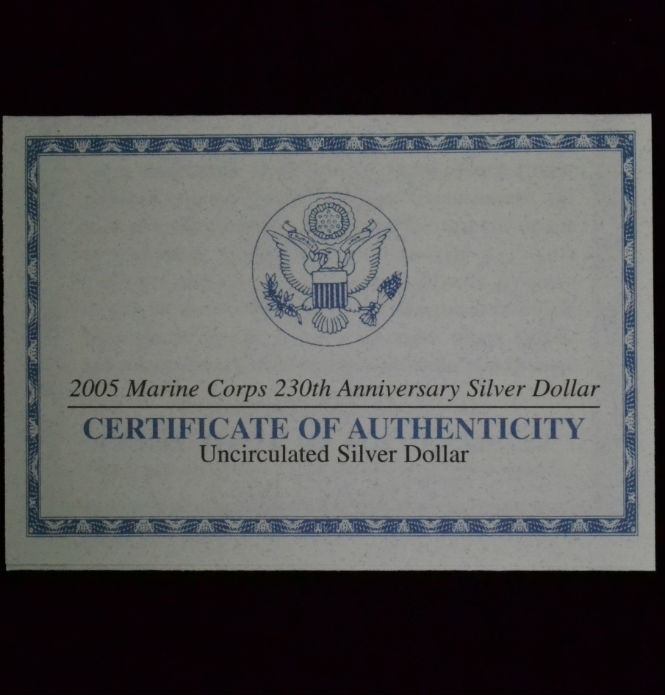 2005 Marine Corps 230th Anniversary Silver Dollar
CERTIFICATE OF AUTHENTICITY
Uncirculated Silver Dollar